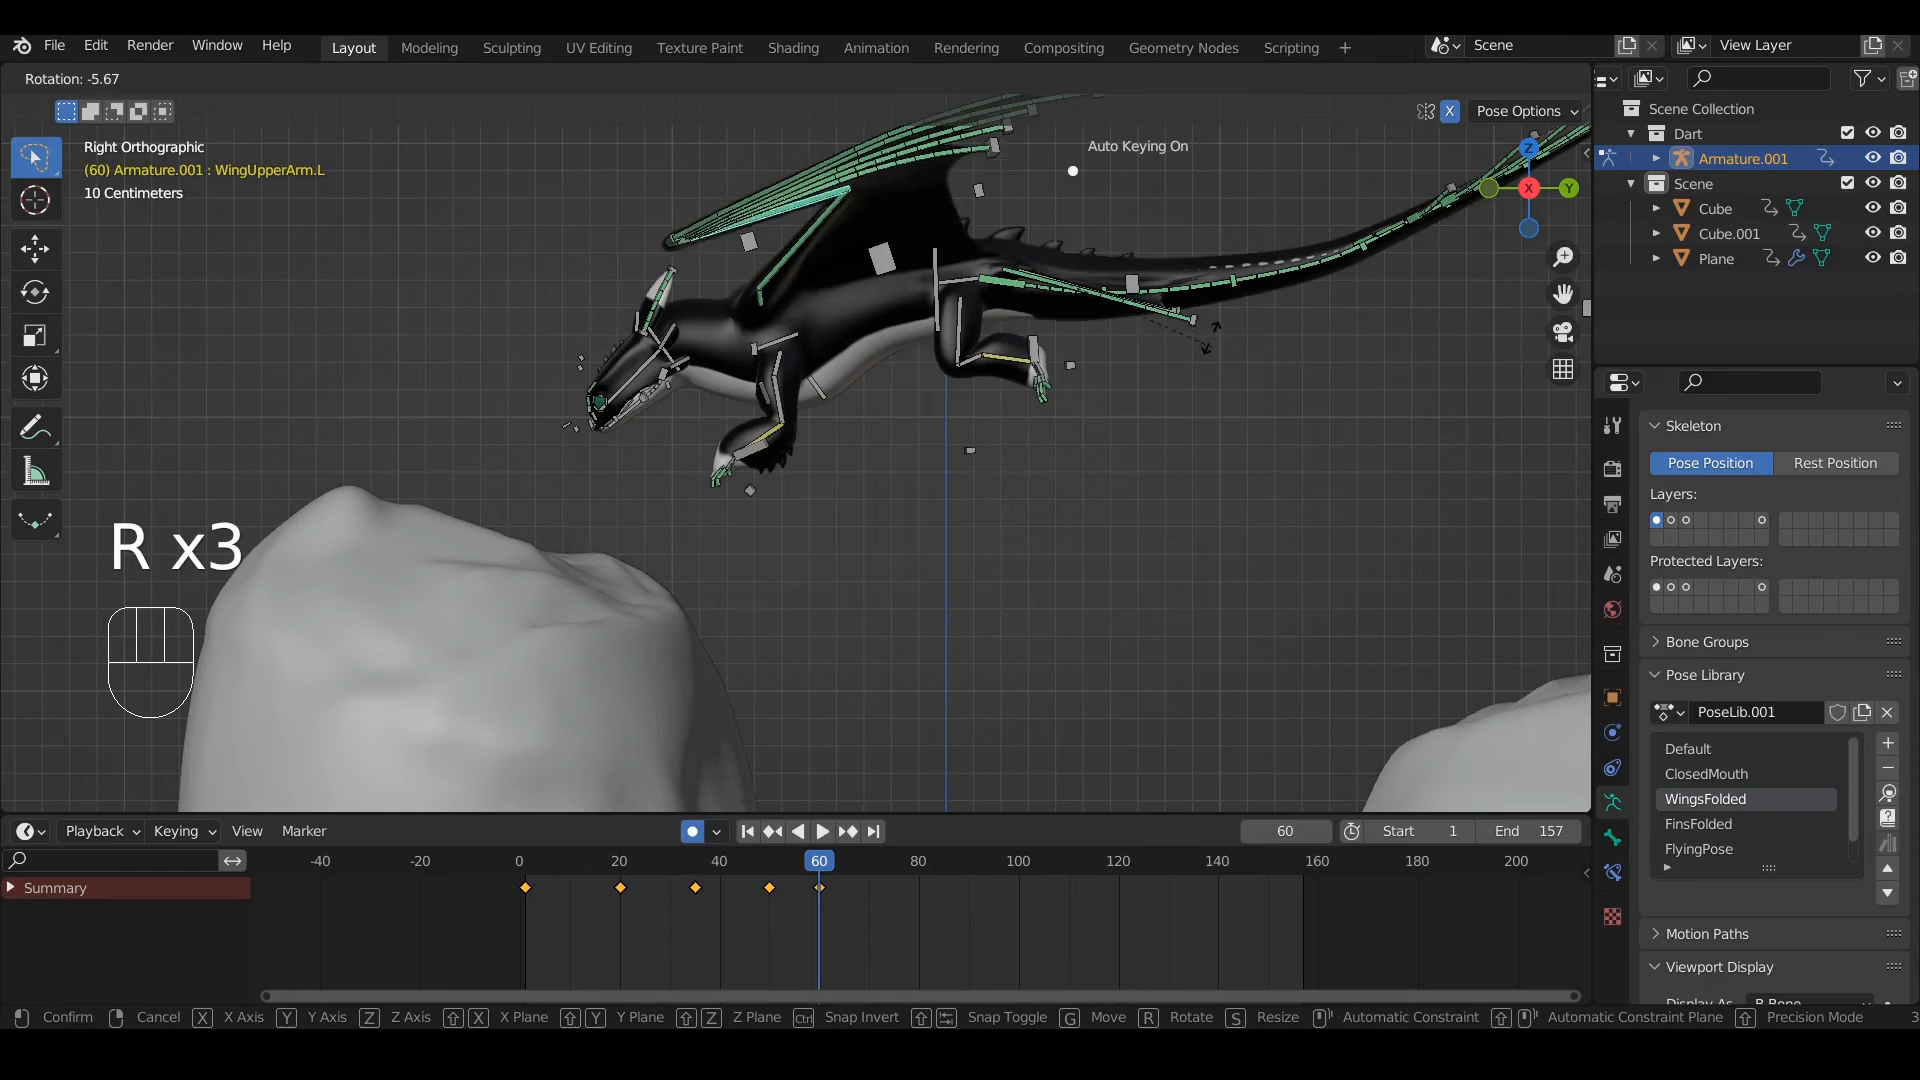 File Edit Render Window Help Layout Modeling Sculpting UV Editing Texture Paint Shading Animation Rendering Compositing Geometry Nodes Scripting + Scene View Layer
Rotation: -5.67
X Pose Options
Right Orthographic
(60) Armature.001 : WingUpperArm.L
10 Centimeters
Auto Keying On
Z
X
Y
R x3
Scene Collection
Dart
Armature.001
Scene
Cube
Cube.001
Plane
Skeleton
Pose Position Rest Position
Layers:
Protected Layers:
Bone Groups
Pose Library
PoseLib.001
Default
ClosedMouth
WingsFolded
FinsFolded
FlyingPose
Motion Paths
Viewport Display
Playback Keying View Marker 60 Start 1 End 157
-40 -20 0 20 40 60 80 100 120 140 160 180 200
Summary
Confirm Cancel X X Axis Y Y Axis Z Z Axis X X Plane Y Y Plane Z Z Plane Ctrl Snap Invert Snap Toggle G Move R Rotate S Resize Automatic Constraint Automatic Constraint Plane Precision Mode